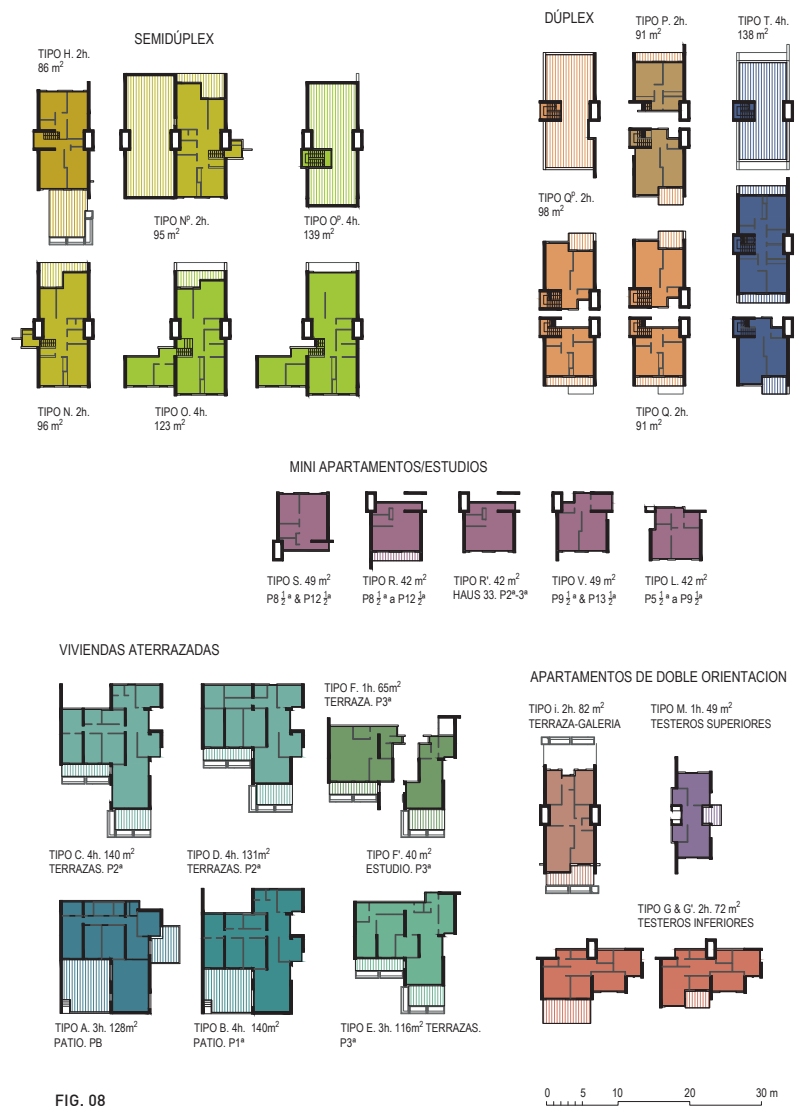 SEMIDÚPLEX
TIPO H. 2h.
86 m²
TIPO Nº. 2h.
95 m²
TIPO Oº. 4h.
139 m²
TIPO N. 2h.
96 m²
TIPO O. 4h.
123 m²
DÚPLEX
TIPO P. 2h.
91 m²
TIPO T. 4h.
138 m²
TIPO Qº. 2h.
98 m²
TIPO Q. 2h.
91 m²
MINI APARTAMENTOS/ESTUDIOS
TIPO S. 49 m²
P8 ½ ª & P12 ½ª
TIPO R. 42 m²
P8 ½ ª a P12 ½ª
TIPO R'. 42 m²
HAUS 33. P2ª-3ª
TIPO V. 49 m²
P9 ½ ª & P13 ½ª
TIPO L. 42 m²
P5 ½ ª a P9 ½ª
VIVIENDAS ATERRAZADAS
TIPO F. 1h. 65m²
TERRAZA. P3ª
TIPO C. 4h. 140 m²
TERRAZAS. P2ª
TIPO D. 4h. 131m²
TERRAZAS. P2ª
TIPO F'. 40 m²
ESTUDIO. P3ª
TIPO A. 3h. 128m²
PATIO. PB
TIPO B. 4h. 140m²
PATIO. P1ª
TIPO E. 3h. 116m² TERRAZAS.
P3ª
APARTAMENTOS DE DOBLE ORIENTACION
TIPO i. 2h. 82 m²
TERRAZA-GALERIA
TIPO M. 1h. 49 m²
TESTEROS SUPERIORES
TIPO G & G'. 2h. 72 m²
TESTEROS INFERIORES
FIG. 08
0 5 10 20 30 m